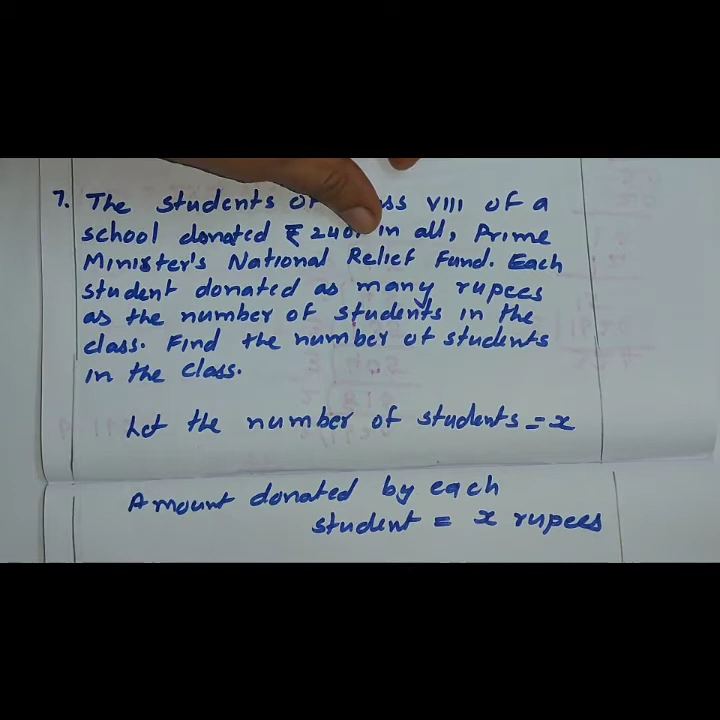 7. The students of VIII of a
school donated ₹ in all, Prime
Minister's National Relief Fund. Each
student donated as many rupees
as the number of students in the
class. Find the number of students
in the class.
Let the number of students = x
Amount donated by each
student = x rupees